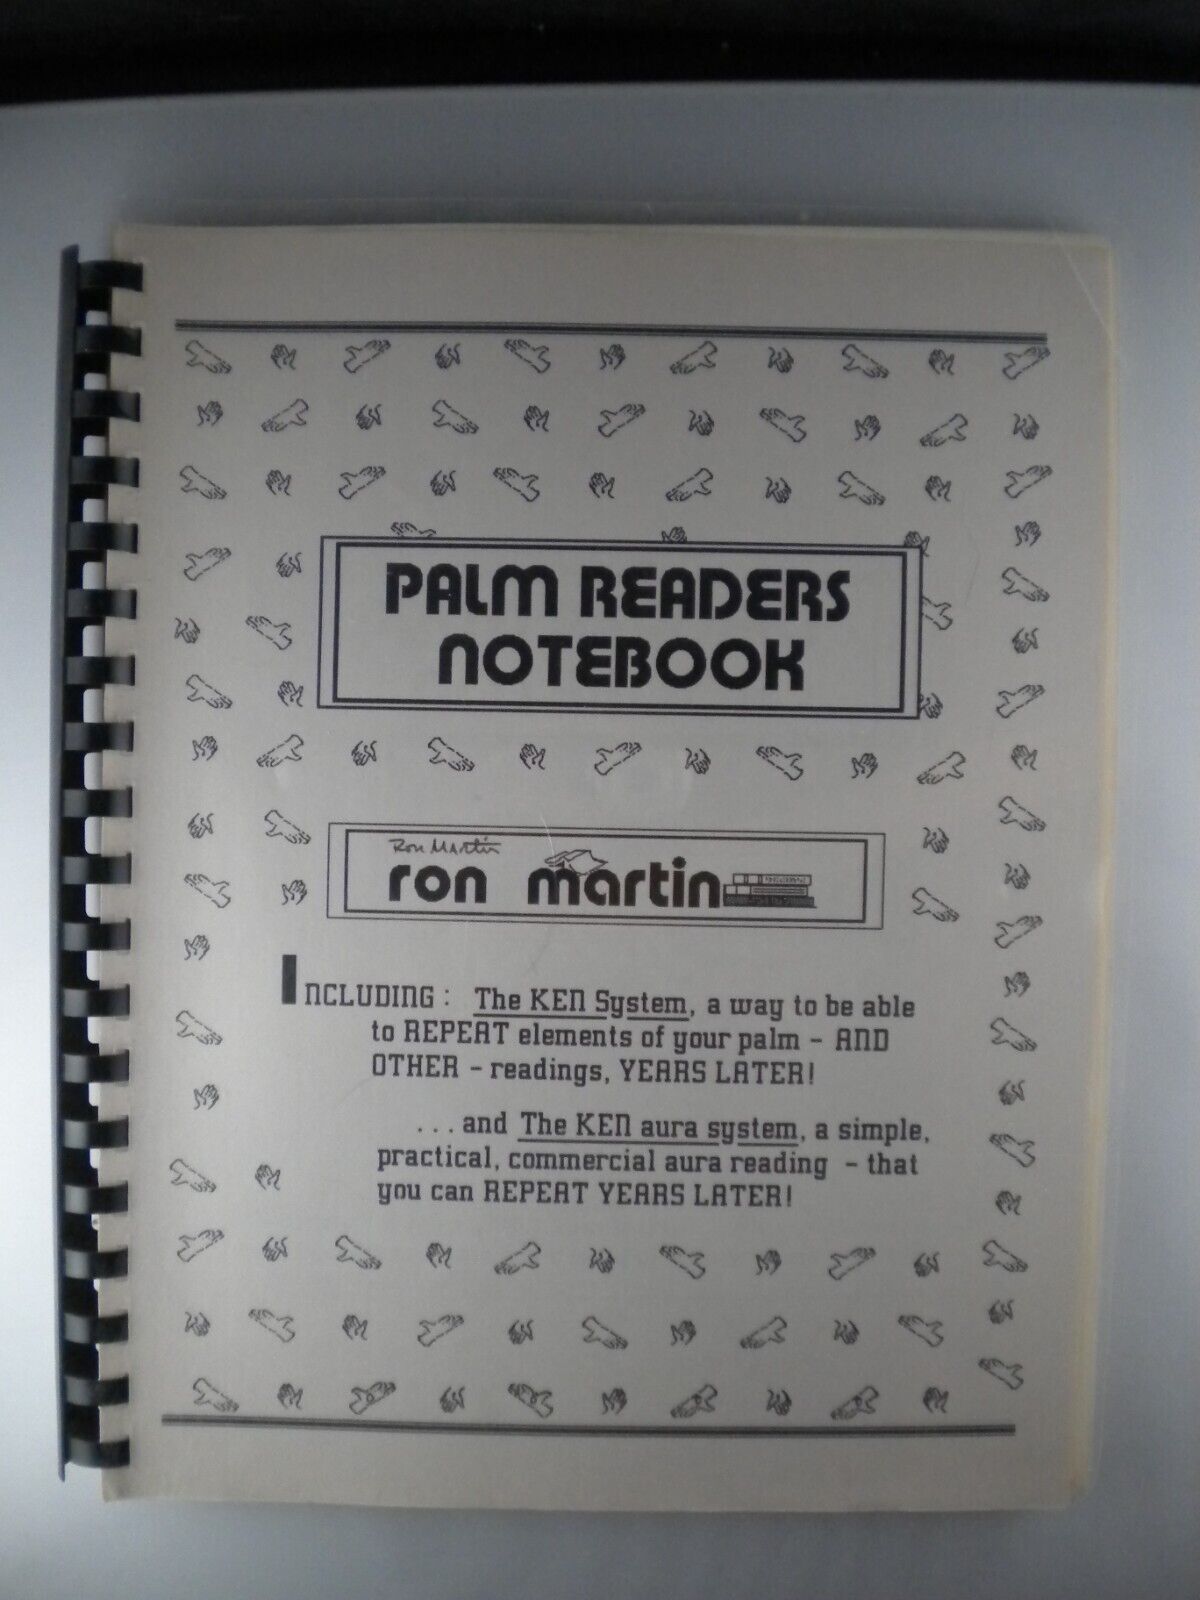 PALM READERS
NOTEBOOK
Ron Martin
ron martin
INCLUDING: The KEN System, a way to be able
to REPEAT elements of your palm - AND
OTHER - readings, YEARS LATER!
...and The KEN aura system, a simple,
practical, commercial aura reading - that
you can REPEAT YEARS LATER!